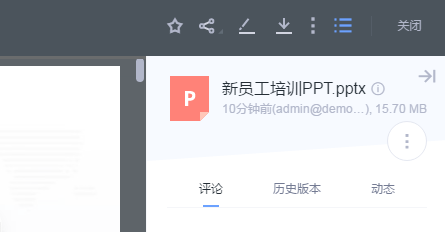 关闭
P
新员工培训PPT.pptx
10分钟前(admin@demo...), 15.70 MB
评论 历史版本 动态